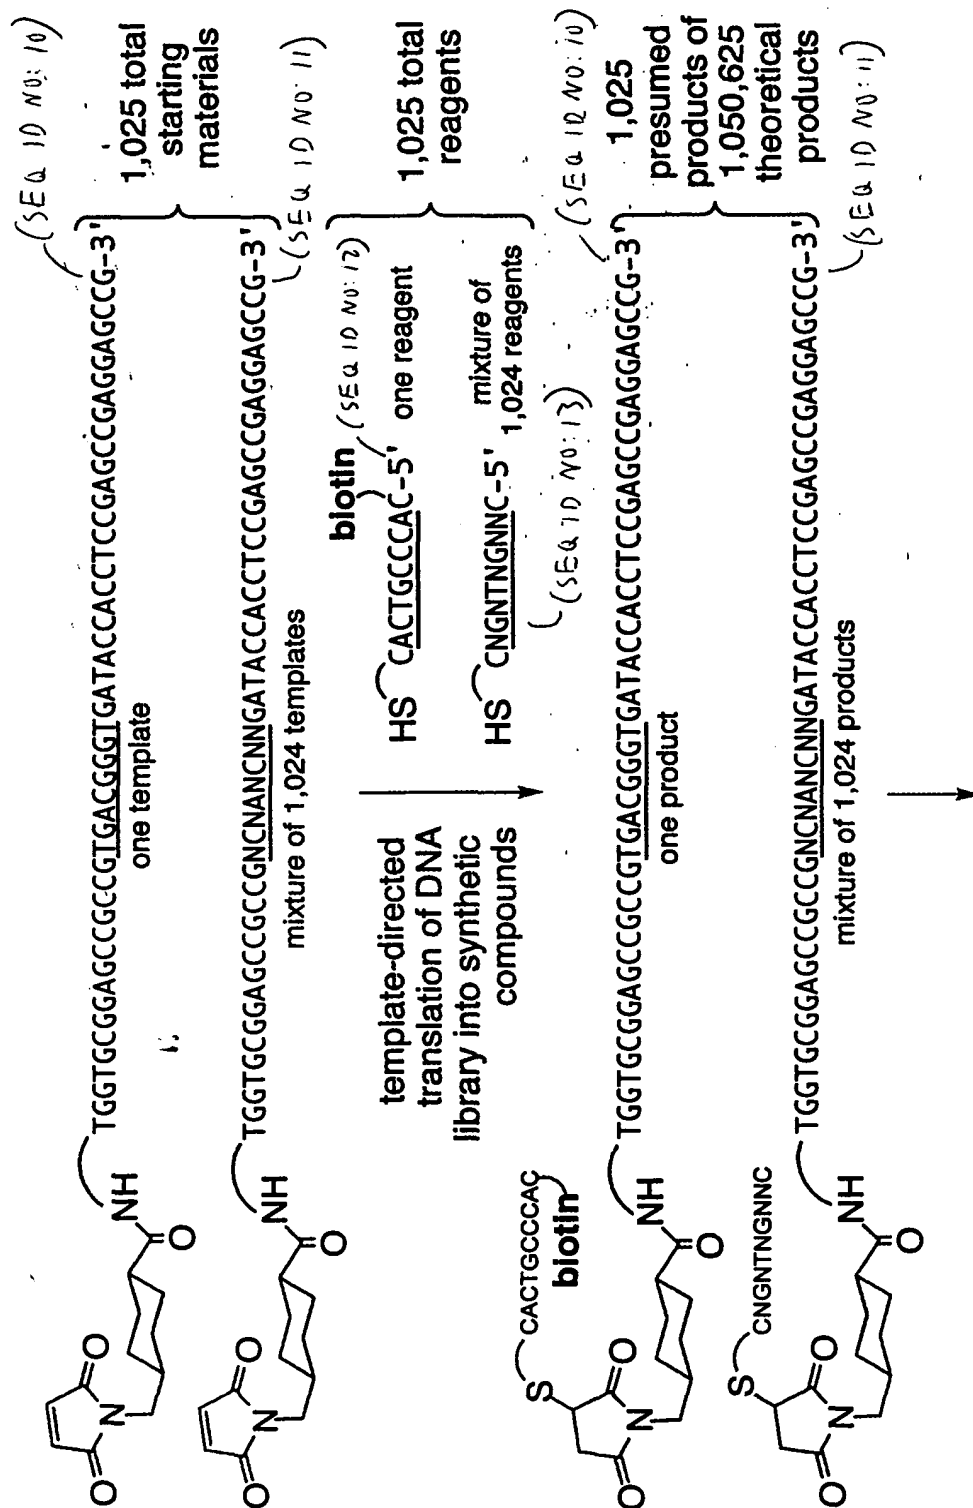 (SEQ ID NO: 10)
TGGTGCGGAGCCGCCGTGACGGGTGATACCACCTCCGAGCCGAGGAGCCG-3'
one template
1,025 total
starting
materials
NH
O
O
N
O
TGGTGCGGAGCCGCCGNCNANCNNGATACCACCTCCGAGCCGAGGAGCCG-3'
mixture of 1,024 templates
(SEQ ID NO: 11)
NH
O
O
N
O
template-directed
translation of DNA
library into synthetic
compounds
biotin
(SEQ ID NO: 12)
HS CACTGCCCAC-5' one reagent
HS CNGNTNGNNC-5' mixture of
1,024 reagents
(SEQ ID NO: 13)
1,025 total
reagents
(SEQ ID NO: 10)
CACTGCCCAC
biotin
S
TGGTGCGGAGCCGCCGTGACGGGTGATACCACCTCCGAGCCGAGGAGCCG-3'
one product
NH
O
O
N
O
1,025
presumed
products of
1,050,625
theoretical
products
CNGNTNGNNC
S
TGGTGCGGAGCCGCCGNCNANCNNGATACCACCTCCGAGCCGAGGAGCCG-3'
mixture of 1,024 products
(SEQ ID NO: 11)
NH
O
O
N
O